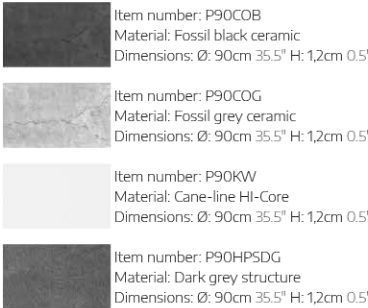 Item number: P90COB
Material: Fossil black ceramic
Dimensions: Ø: 90cm 35.5" H: 1,2cm 0.5"
Item number: P90COG
Material: Fossil grey ceramic
Dimensions: Ø: 90cm 35.5" H: 1,2cm 0.5"
Item number: P90KW
Material: Cane-line HI-Core
Dimensions: Ø: 90cm 35.5" H: 1,2cm 0.5"
Item number: P90HPSDG
Material: Dark grey structure
Dimensions: Ø: 90cm 35.5" H: 1,2cm 0.5"